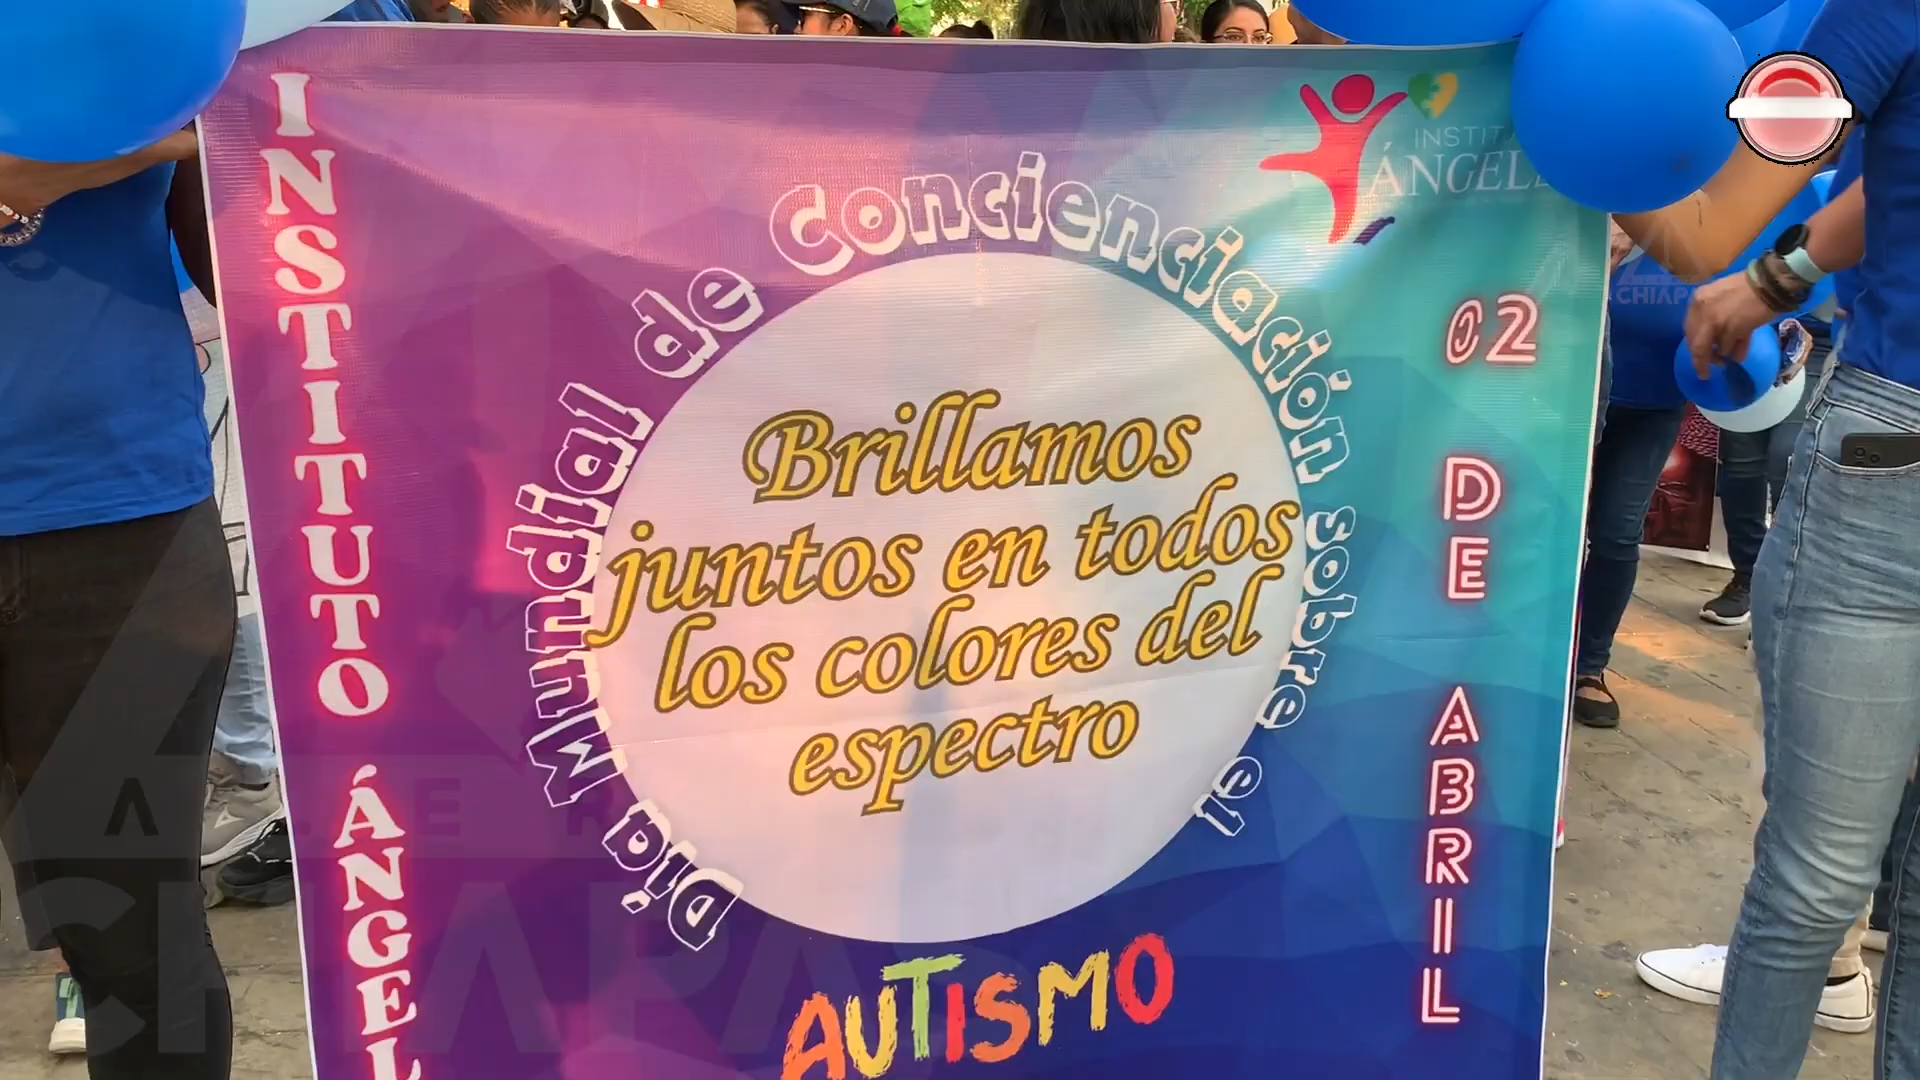 INSTITUTO ÁNGEL
INSTIT
ÁNGEL
Día Mundial de Concienciación sobre el
AUTISMO
Brillamos
juntos en todos
los colores del
espectro
02 DE ABRIL
CHIAPAS